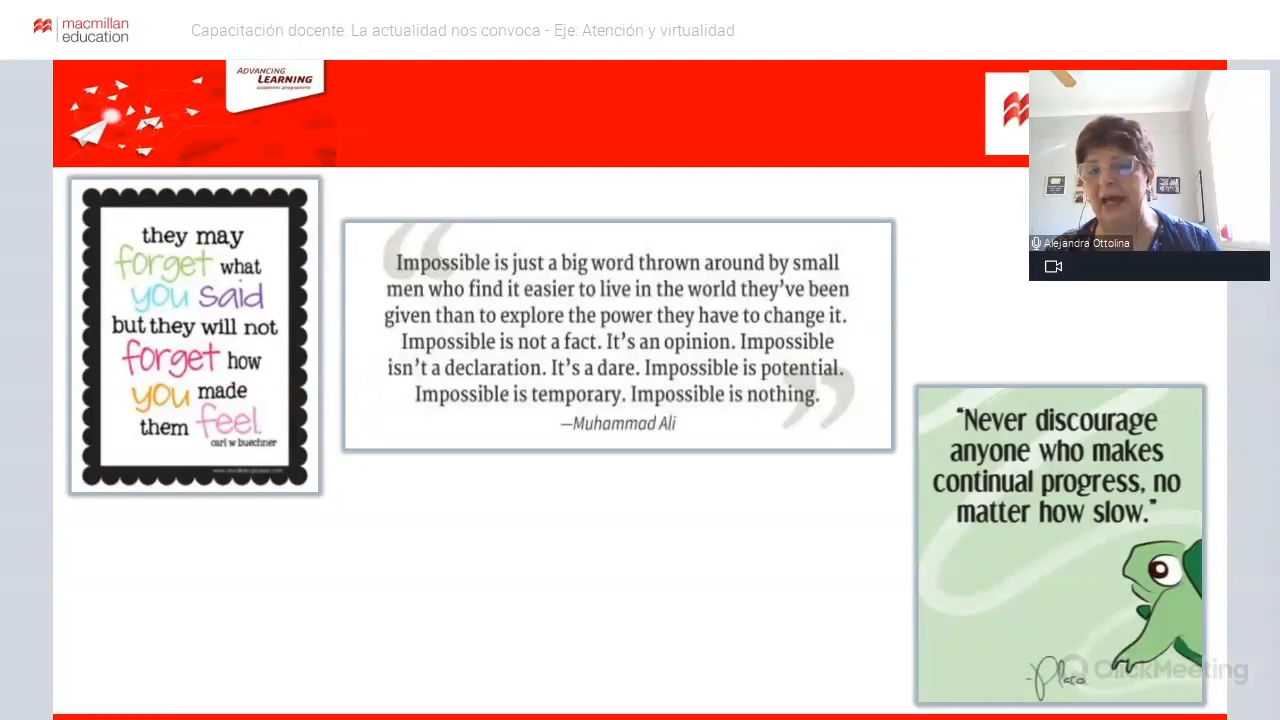 macmillan
education
Capacitación docente: La actualidad nos convoca - Eje: Atención y virtualidad
ADVANCING
LEARNING
academic programme
Alejandra Ottolina
they may
forget what
you said
but they will not
forget how
you made
them feel.
carl w buechner
Impossible is just a big word thrown around by small
men who find it easier to live in the world they've been
given than to explore the power they have to change it.
Impossible is not a fact. It's an opinion. Impossible
isn't a declaration. It's a dare. Impossible is potential.
Impossible is temporary. Impossible is nothing.
—Muhammad Ali
"Never discourage
anyone who makes
continual progress, no
matter how slow."
-Plato
ClickMeeting